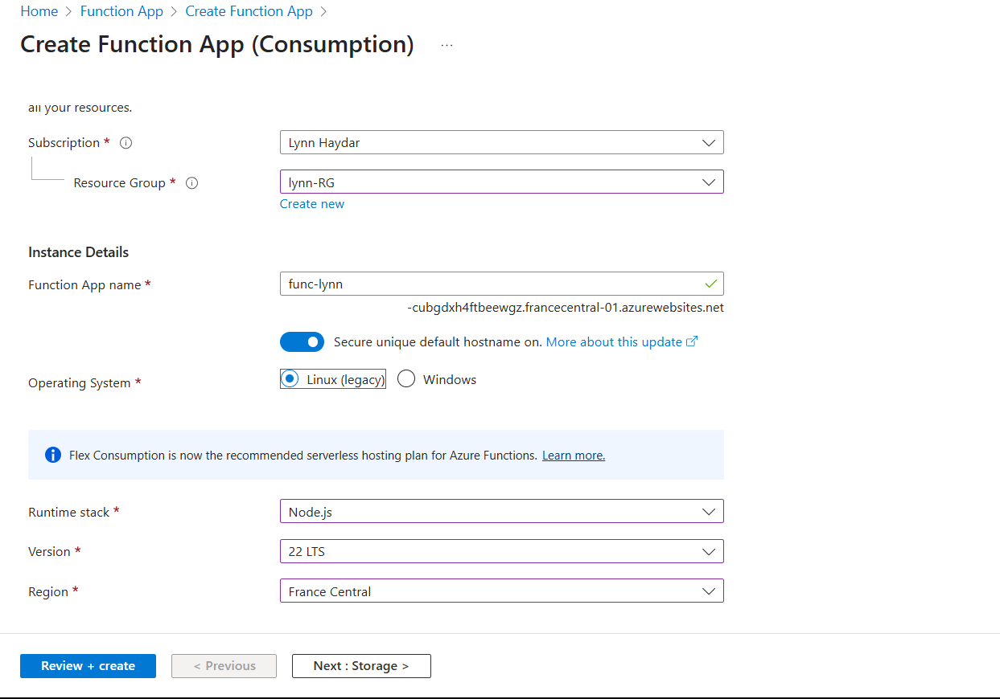 Home > Function App > Create Function App >
Create Function App (Consumption) ...
all your resources.
Subscription * Lynn Haydar
Resource Group * lynn-RG
Create new
Instance Details
Function App name * func-lynn
-cubgdxh4ftbeewgz.francecentral-01.azurewebsites.net
Secure unique default hostname on. More about this update
Operating System * Linux (legacy) Windows
Flex Consumption is now the recommended serverless hosting plan for Azure Functions. Learn more.
Runtime stack * Node.js
Version * 22 LTS
Region * France Central
Review + create < Previous Next : Storage >